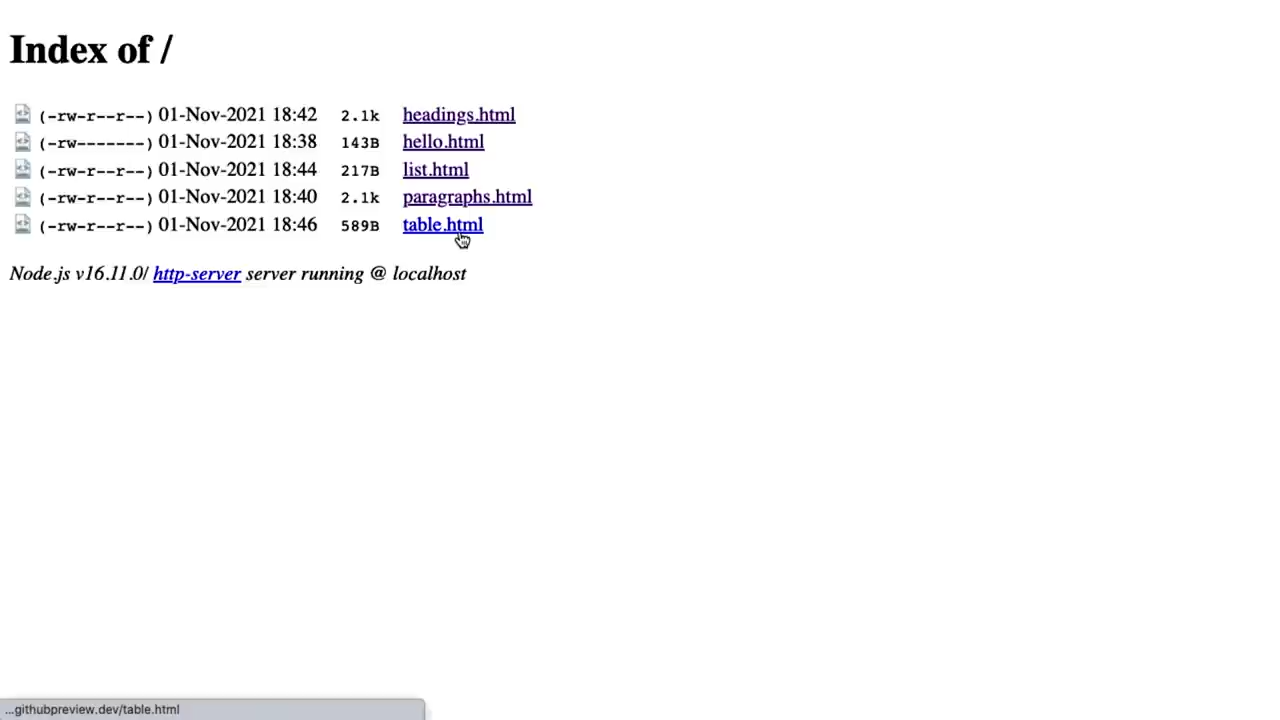 Index of /
(-rw-r--r--) 01-Nov-2021 18:42 2.1k headings.html
(-rw-------) 01-Nov-2021 18:38 143B hello.html
(-rw-r--r--) 01-Nov-2021 18:44 217B list.html
(-rw-r--r--) 01-Nov-2021 18:40 2.1k paragraphs.html
(-rw-r--r--) 01-Nov-2021 18:46 589B table.html
Node.js v16.11.0/ http-server server running @ localhost
...githubpreview.dev/table.html